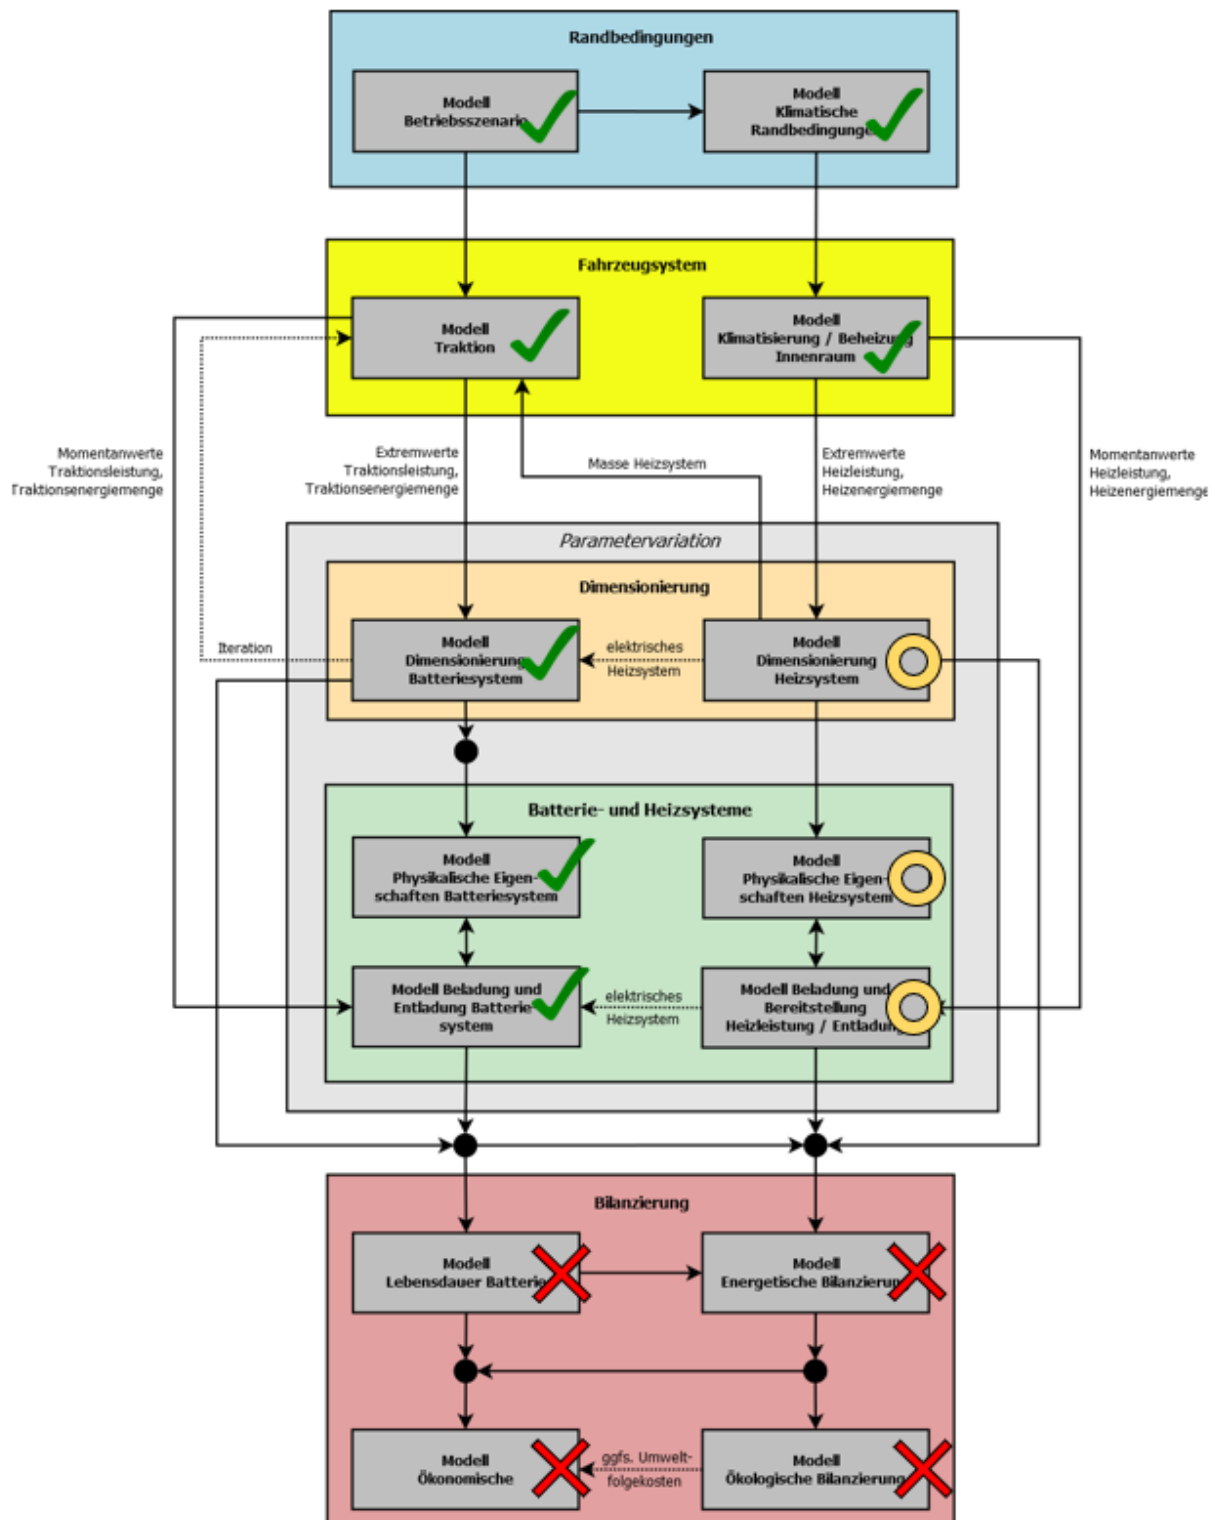 Randbedingungen
Modell
Betriebsszenario
Modell
Klimatische
Randbedingungen
Fahrzeugsystem
Modell
Traktion
Modell
Klimatisierung / Beheizung
Innenraum
Momentanwerte
Traktionsleistung,
Traktionsenergiemenge
Extremwerte
Traktionsleistung,
Traktionsenergiemenge
Masse Heizsystem
Extremwerte
Heizleistung,
Heizenergiemenge
Momentanwerte
Heizleistung,
Heizenergiemenge
Parametervariation
Dimensionierung
Iteration
Modell
Dimensionierung
Batteriesystem
elektrisches
Heizsystem
Modell
Dimensionierung
Heizsystem
Batterie- und Heizsysteme
Modell
Physikalische Eigen-
schaften Batteriesystem
Modell
Physikalische Eigen-
schaften Heizsystem
Modell Beladung und
Entladung Batterie
system
elektrisches
Heizsystem
Modell Beladung und
Bereitstellung
Heizleistung / Entladung
Bilanzierung
Modell
Lebensdauer Batterie
Modell
Energetische Bilanzierung
Modell
Ökonomische
ggfs. Umwelt-
folgekosten
Modell
Ökologische Bilanzierung